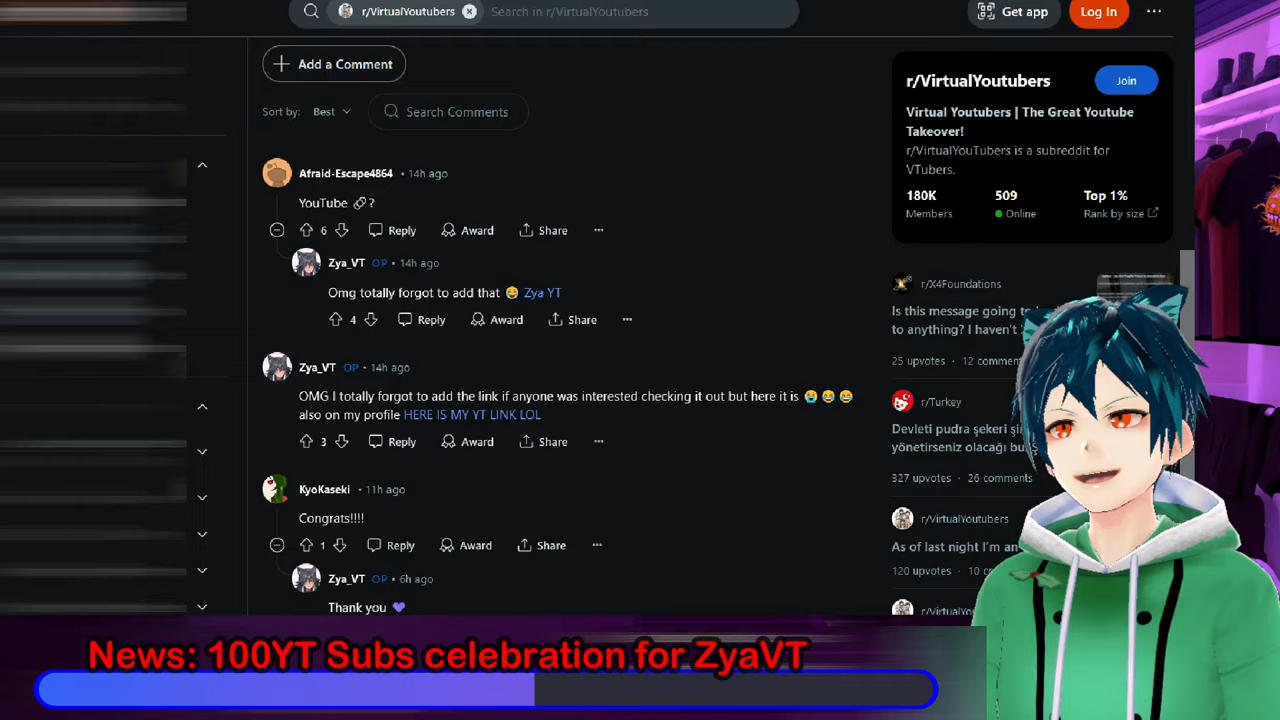 r/VirtualYoutubers
Search in r/VirtualYoutubers
Get app
Log In
Add a Comment
Sort by: Best
Search Comments
Afraid-Escape4864 • 14h ago
YouTube 🔗?
6 Reply Award Share
Zya_VT OP • 14h ago
Omg totally forgot to add that 😅 Zya YT
4 Reply Award Share
Zya_VT OP • 14h ago
OMG I totally forgot to add the link if anyone was interested checking it out but here it is 😭 😂 😂
also on my profile HERE IS MY YT LINK LOL
3 Reply Award Share
KyoKaseki • 11h ago
Congrats!!!!
1 Reply Award Share
Zya_VT OP • 6h ago
Thank you 💜
r/VirtualYoutubers
Join
Virtual Youtubers | The Great Youtube
Takeover!
r/VirtualYouTubers is a subreddit for
VTubers.
180K 509 Top 1%
Members Online Rank by size
r/X4Foundations
Is this message going to
to anything? I haven't
25 upvotes • 12 comments
r/Turkey
Devleti pudra şekeri
yönetirseniz olacağı
327 upvotes • 26 comments
r/VirtualYoutubers
As of last night I'm an
120 upvotes • 10
r/VirtualYou
News: 100YT Subs celebration for ZyaVT